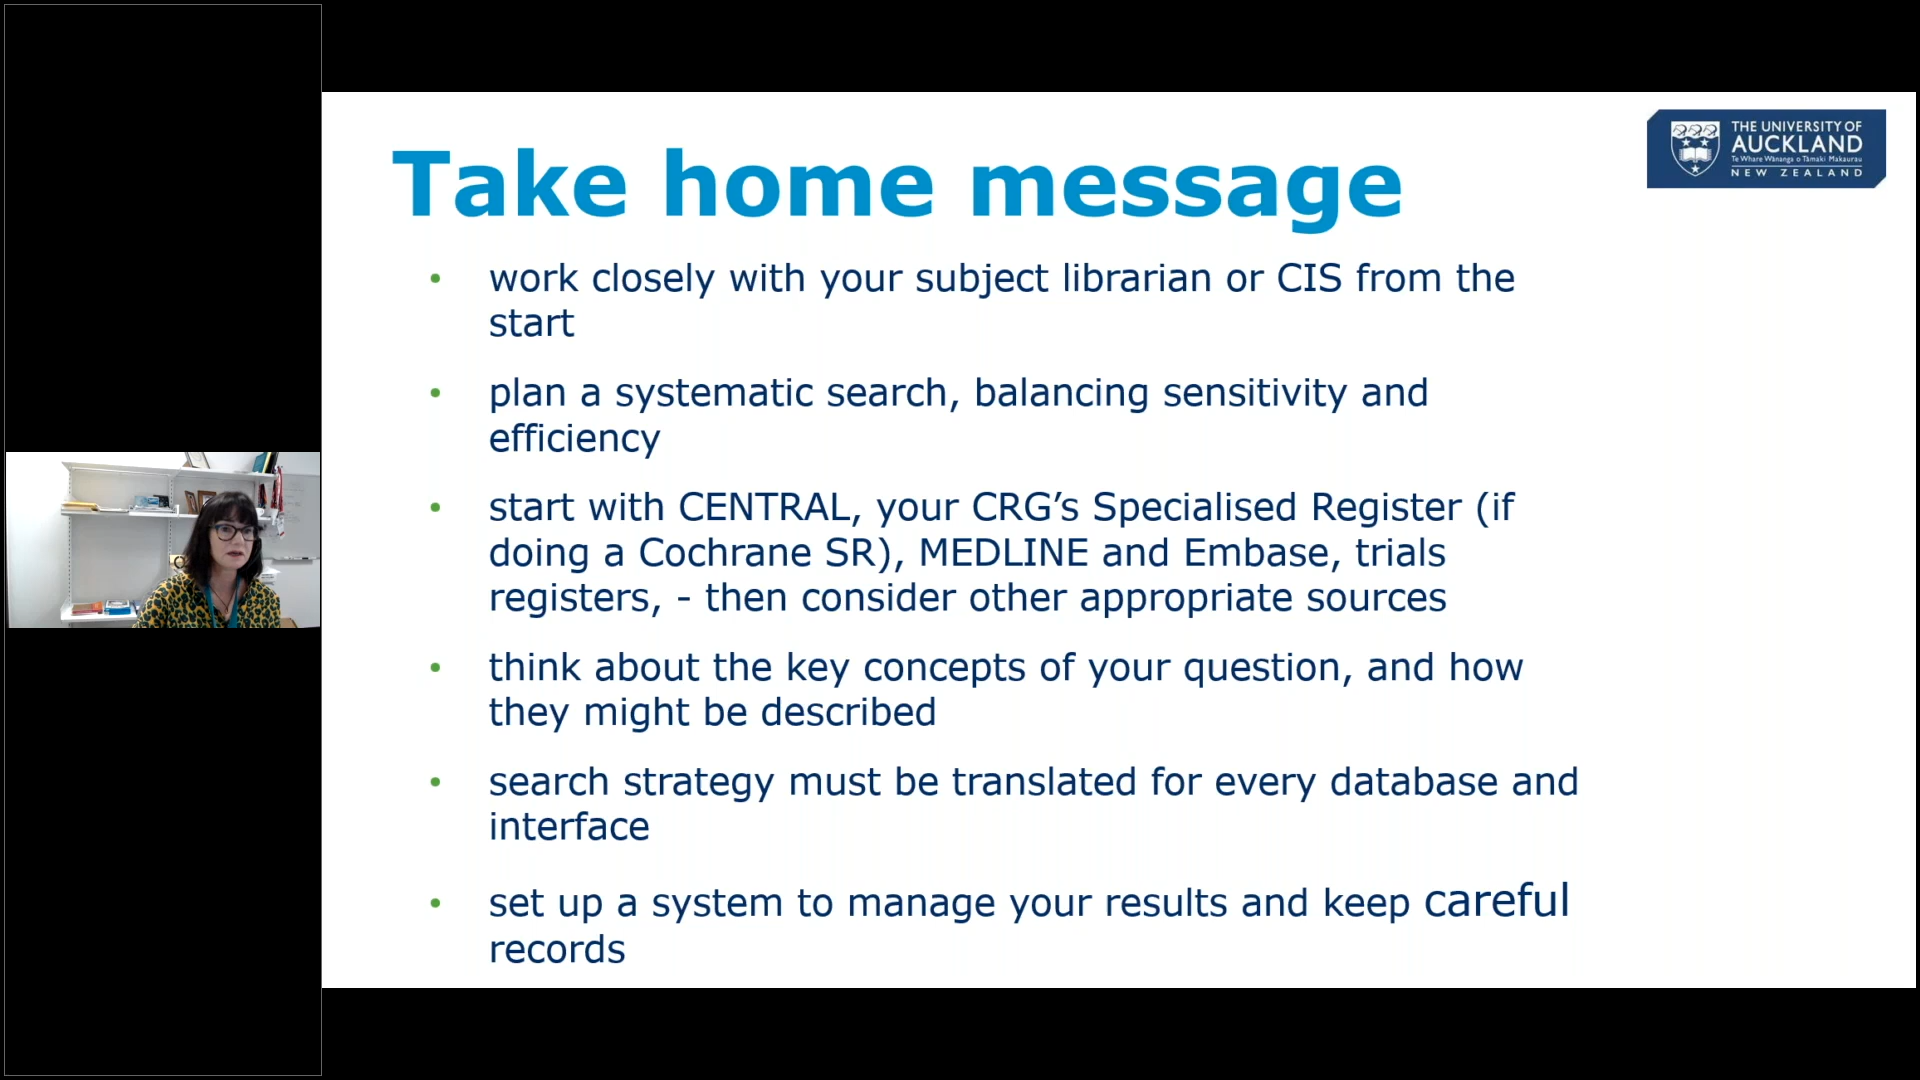 THE UNIVERSITY OF
AUCKLAND
Te Whare Wānanga o Tāmaki Makaurau
NEW ZEALAND
Take home message
• work closely with your subject librarian or CIS from the
start
• plan a systematic search, balancing sensitivity and
efficiency
• start with CENTRAL, your CRG’s Specialised Register (if
doing a Cochrane SR), MEDLINE and Embase, trials
registers, - then consider other appropriate sources
• think about the key concepts of your question, and how
they might be described
• search strategy must be translated for every database and
interface
• set up a system to manage your results and keep careful
records